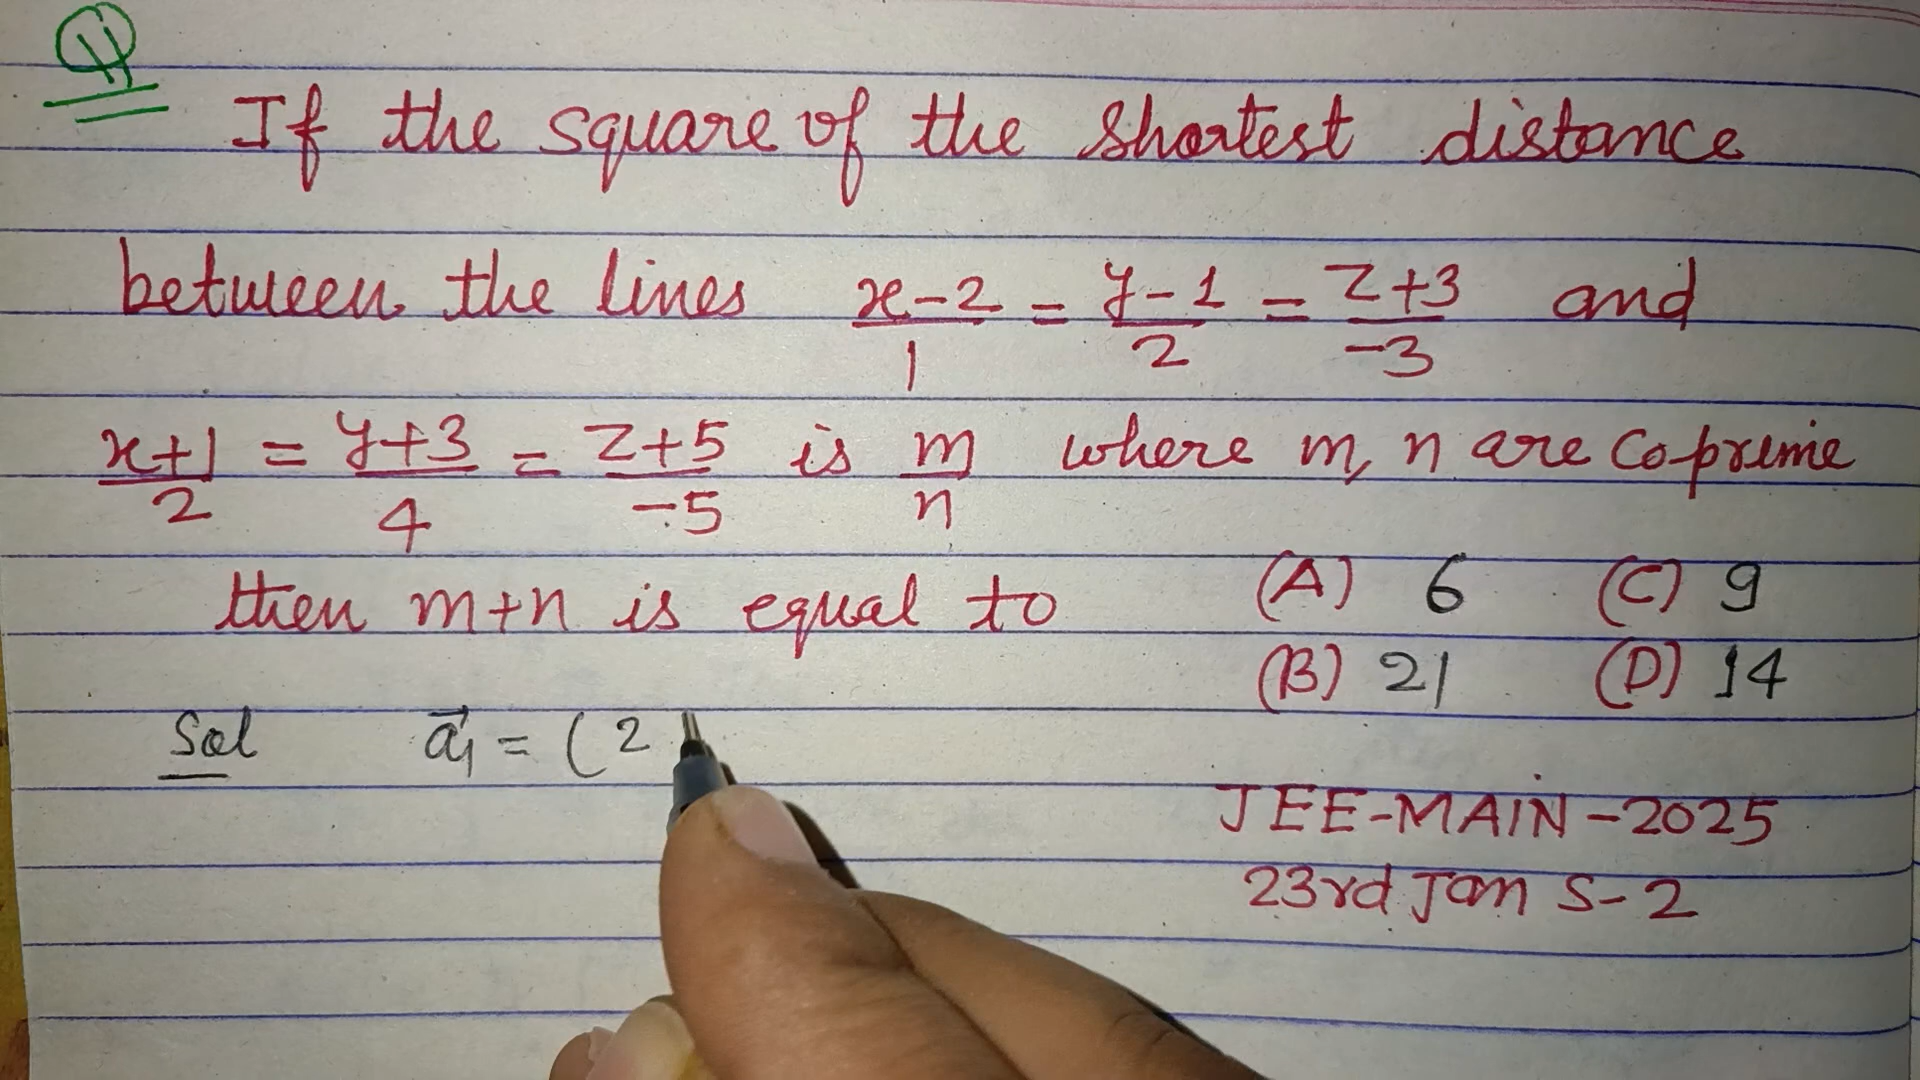 Q
If the square of the shortest distance
between the lines x-2/1 = y-1/2 = z+3/-3 and
x+1/2 = y+3/4 = z+5/-5 is m/n where m, n are co-prime
then m+n is equal to
(A) 6 (C) 9
(B) 21 (D) 14
Sol a⃗₁ = ( 2
JEE-MAIN-2025
23rd Jan S-2